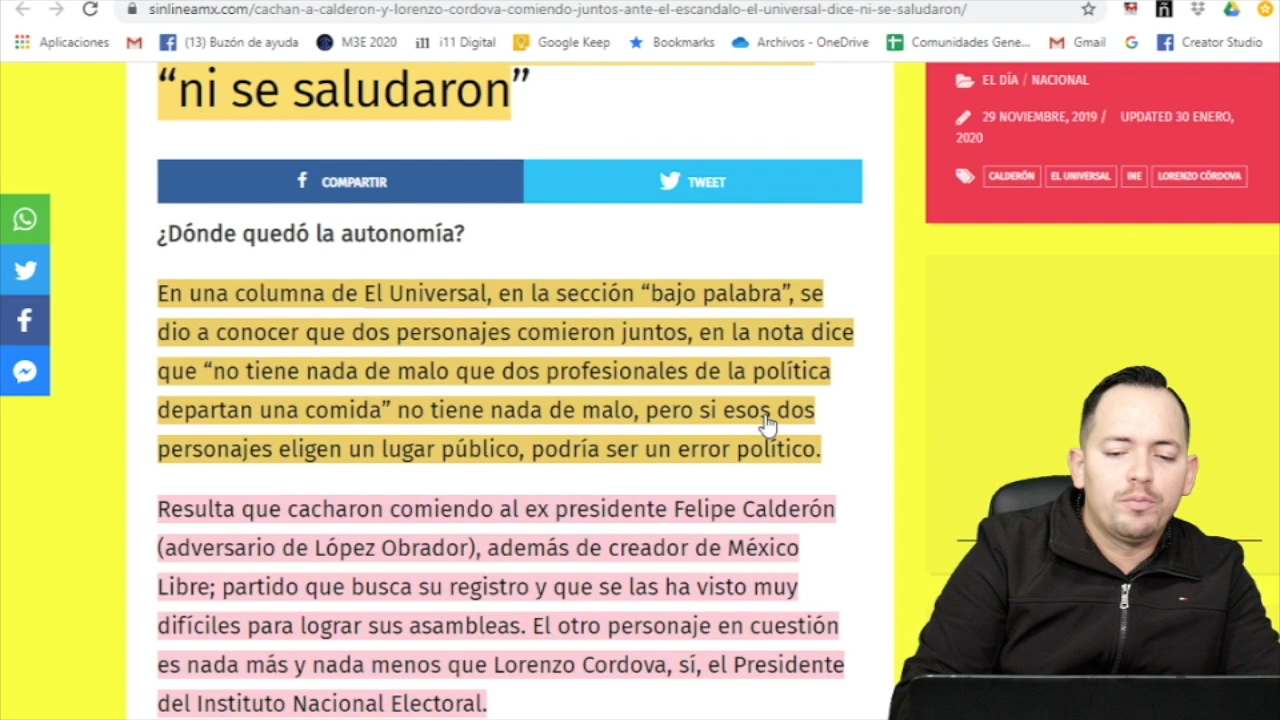 sinlineamx.com/cachan-a-calderon-y-lorenzo-cordova-comiendo-juntos-ante-el-escandalo-el-universal-dice-ni-se-saludaron/
Aplicaciones
(13) Buzón de ayuda
M3E 2020
i11 Digital
Google Keep
Bookmarks
Archivos - OneDrive
Comunidades Gene...
Gmail
Creator Studio
“ni se saludaron”
COMPARTIR
TWEET
¿Dónde quedó la autonomía?
En una columna de El Universal, en la sección “bajo palabra”, se
dio a conocer que dos personajes comieron juntos, en la nota dice
que “no tiene nada de malo que dos profesionales de la política
departan una comida” no tiene nada de malo, pero si esos dos
personajes eligen un lugar público, podría ser un error político.
Resulta que cacharon comiendo al ex presidente Felipe Calderón
(adversario de López Obrador), además de creador de México
Libre; partido que busca su registro y que se las ha visto muy
difíciles para lograr sus asambleas. El otro personaje en cuestión
es nada más y nada menos que Lorenzo Cordova, sí, el Presidente
del Instituto Nacional Electoral.
EL DÍA / NACIONAL
29 NOVIEMBRE, 2019 / UPDATED 30 ENERO,
2020
CALDERÓN
EL UNIVERSAL
INE
LORENZO CÓRDOVA